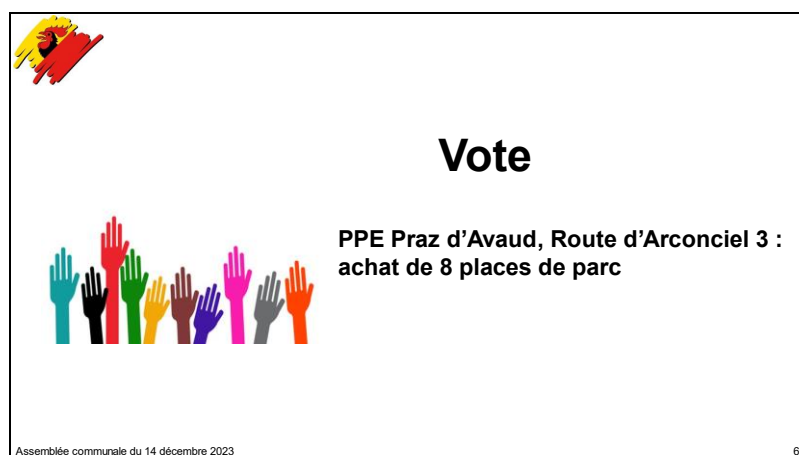 Vote
PPE Praz d’Avaud, Route d’Arconciel 3 :
achat de 8 places de parc
Assemblée communale du 14 décembre 2023
6